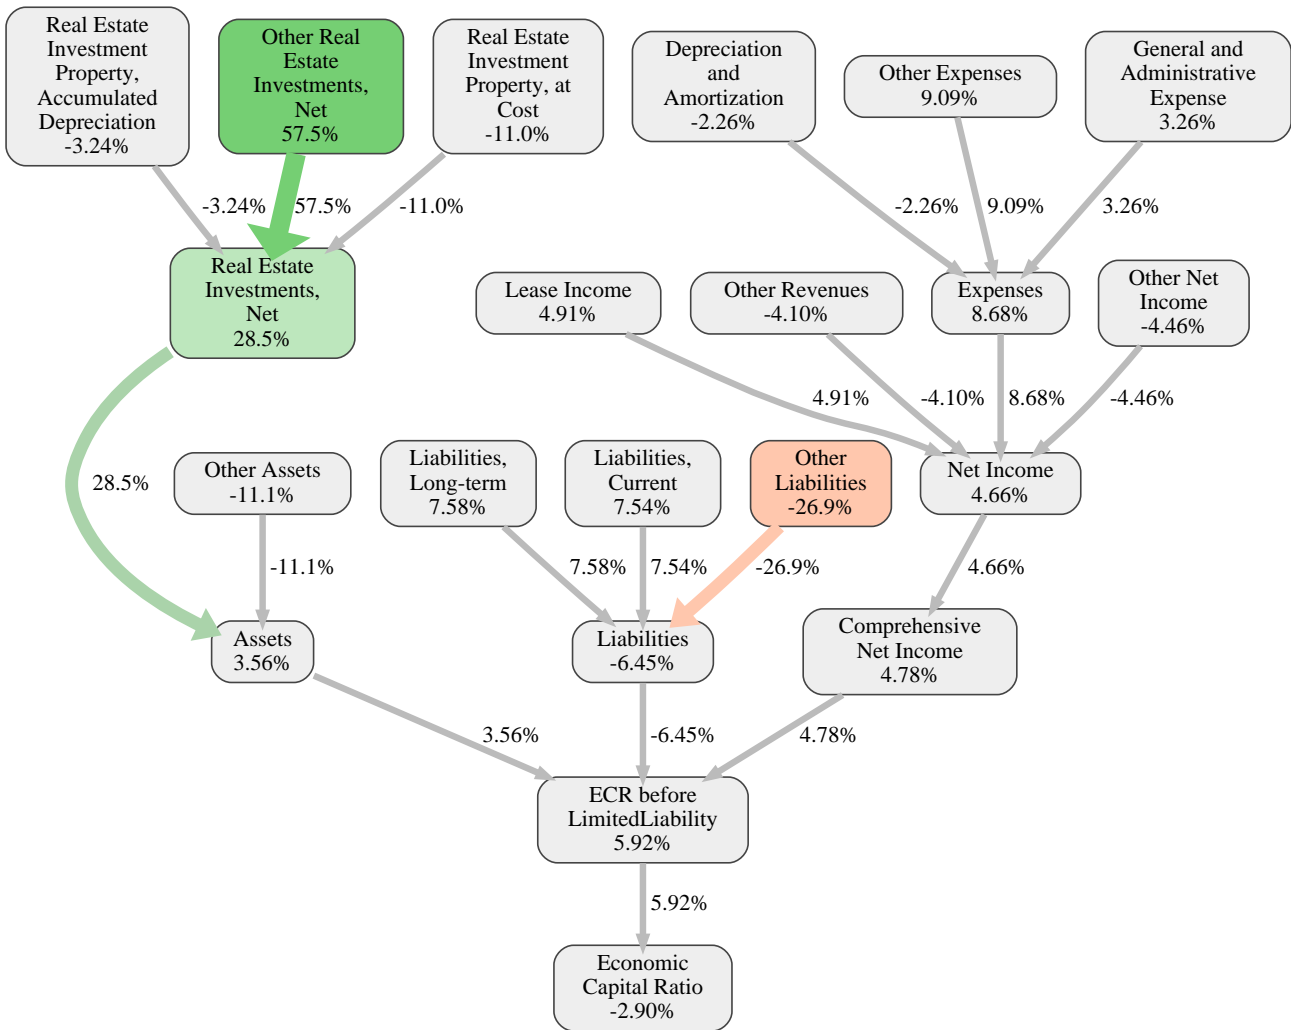 Real Estate
Investment
Property,
Accumulated
Depreciation
-3.24%
Other Real
Estate
Investments,
Net
57.5%
Real Estate
Investment
Property, at
Cost
-11.0%
Depreciation
and
Amortization
-2.26%
Other Expenses
9.09%
General and
Administrative
Expense
3.26%
-3.24%
57.5%
-11.0%
-2.26%
9.09%
3.26%
Real Estate
Investments,
Net
28.5%
Lease Income
4.91%
Other Revenues
-4.10%
Expenses
8.68%
Other Net
Income
-4.46%
4.91%
-4.10%
8.68%
-4.46%
28.5%
Other Assets
-11.1%
Liabilities,
Long-term
7.58%
Liabilities,
Current
7.54%
Other
Liabilities
-26.9%
Net Income
4.66%
-11.1%
7.58%
7.54%
-26.9%
4.66%
Assets
3.56%
Liabilities
-6.45%
Comprehensive
Net Income
4.78%
3.56%
-6.45%
4.78%
ECR before
LimitedLiability
5.92%
5.92%
Economic
Capital Ratio
-2.90%